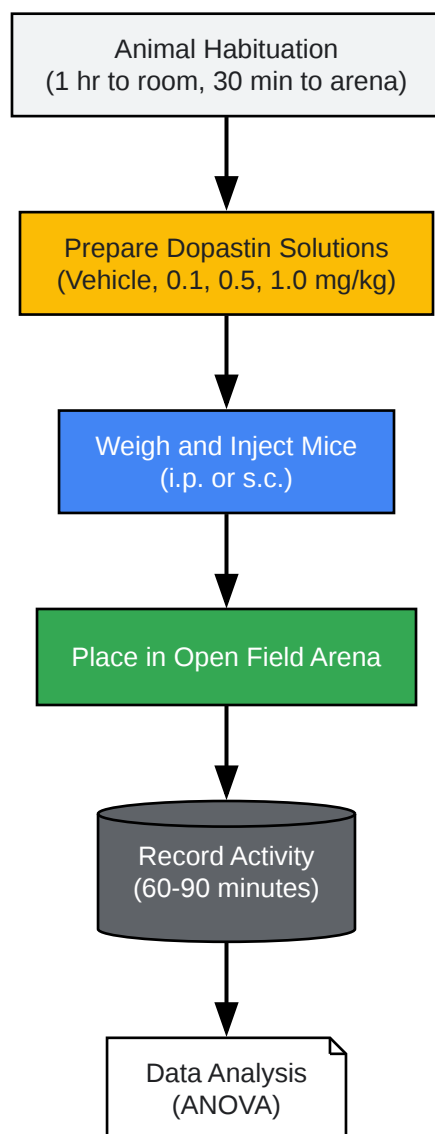 Animal Habituation
(1 hr to room, 30 min to arena)
Prepare Dopastin Solutions
(Vehicle, 0.1, 0.5, 1.0 mg/kg)
Weigh and Inject Mice
(i.p. or s.c.)
Place in Open Field Arena
Record Activity
(60-90 minutes)
Data Analysis
(ANOVA)